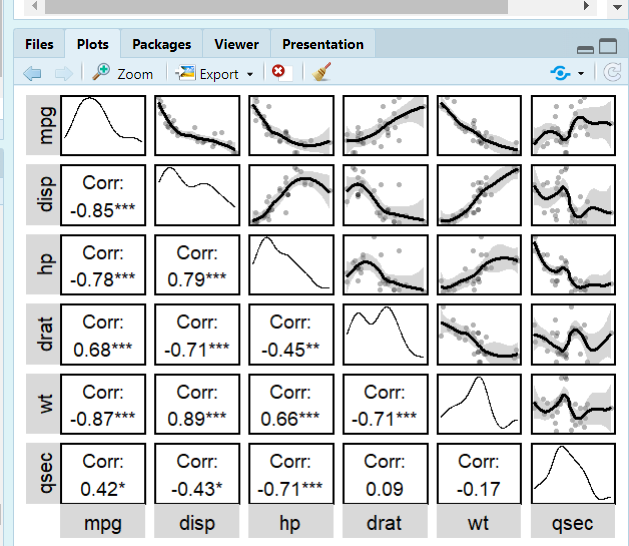 Files Plots Packages Viewer Presentation
Zoom Export
mpg
disp Corr: -0.85***
hp Corr: -0.78*** Corr: 0.79***
drat Corr: 0.68*** Corr: -0.71*** Corr: -0.45**
wt Corr: -0.87*** Corr: 0.89*** Corr: 0.66*** Corr: -0.71***
qsec Corr: 0.42* Corr: -0.43* Corr: -0.71*** Corr: 0.09 Corr: -0.17
mpg disp hp drat wt qsec